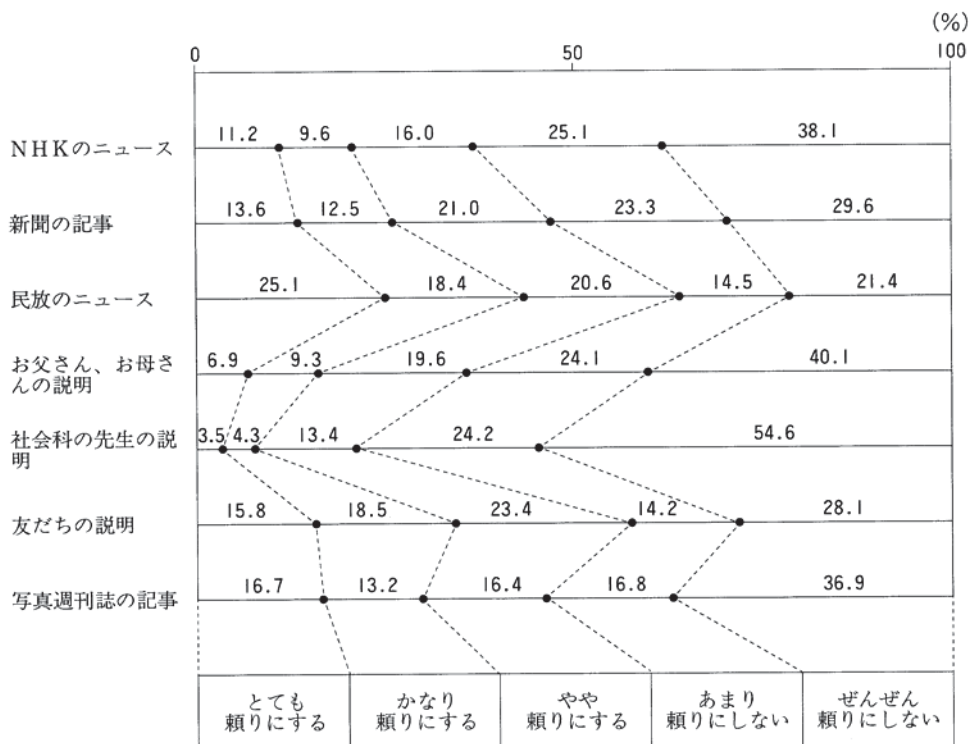 (%)
0 50 100
NHKのニュース 11.2 9.6 16.0 25.1 38.1
新聞の記事 13.6 12.5 21.0 23.3 29.6
民放のニュース 25.1 18.4 20.6 14.5 21.4
お父さん、お母さ
んの説明 6.9 9.3 19.6 24.1 40.1
社会科の先生の説
明 3.5 4.3 13.4 24.2 54.6
友だちの説明 15.8 18.5 23.4 14.2 28.1
写真週刊誌の記事 16.7 13.2 16.4 16.8 36.9
とても かなり やや あまり ぜんぜん
頼りにする 頼りにする 頼りにする 頼りにしない 頼りにしない